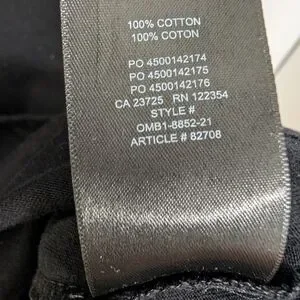 100% COTTON
100% COTON
PO 4500142174
PO 4500142175
PO 4500142176
CA 23725 RN 122354
STYLE #
OMB1-8852-21
ARTICLE # 82708